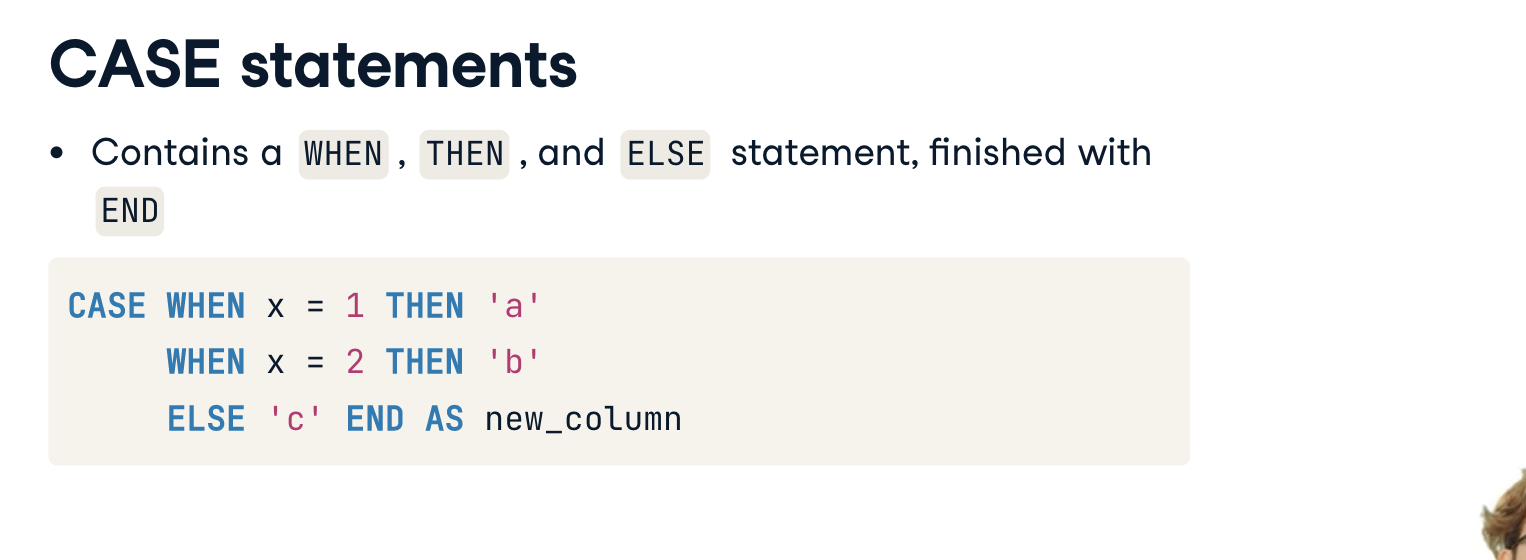 CASE statements
• Contains a WHEN , THEN , and ELSE statement, finished with
END
CASE WHEN x = 1 THEN 'a'
WHEN x = 2 THEN 'b'
ELSE 'c' END AS new_column